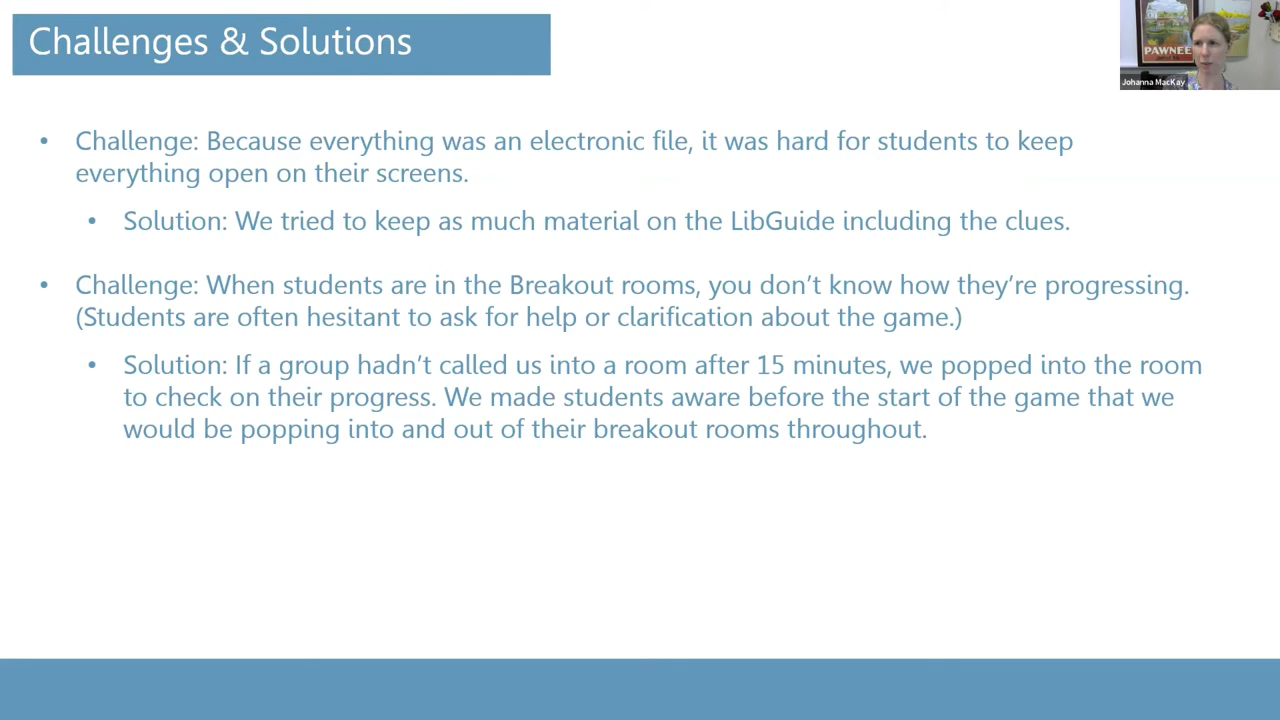 Challenges & Solutions
PAWNEE
Johanna MacKay
• Challenge: Because everything was an electronic file, it was hard for students to keep
everything open on their screens.
• Solution: We tried to keep as much material on the LibGuide including the clues.
• Challenge: When students are in the Breakout rooms, you don’t know how they’re progressing.
(Students are often hesitant to ask for help or clarification about the game.)
• Solution: If a group hadn’t called us into a room after 15 minutes, we popped into the room
to check on their progress. We made students aware before the start of the game that we
would be popping into and out of their breakout rooms throughout.